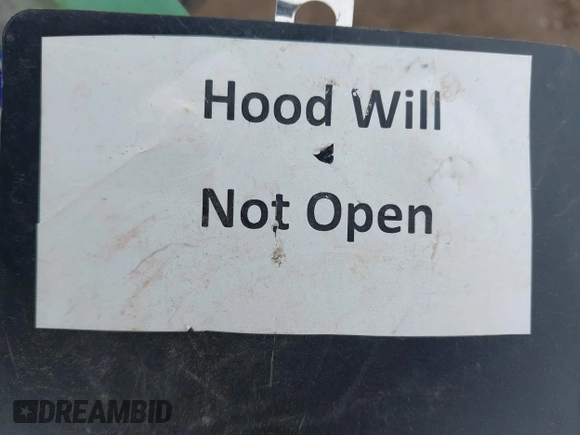 Hood Will
Not Open
DREAMBID